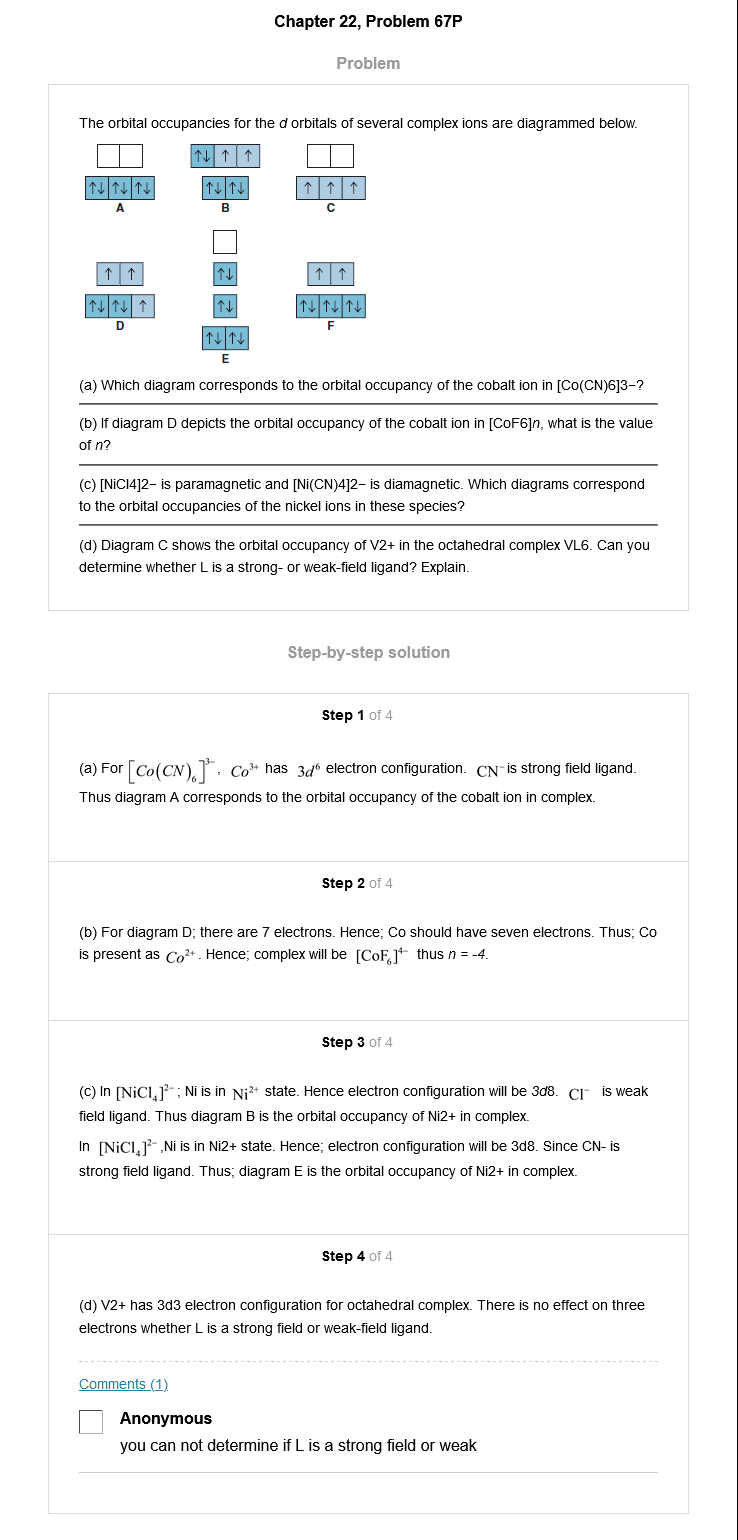 Chapter 22, Problem 67P
Problem
The orbital occupancies for the d orbitals of several complex ions are diagrammed below.
↑↓ ↑ ↑
↑↓ ↑↓ ↑↓ ↑↓ ↑↓ ↑ ↑ ↑
A B C
↑ ↑ ↑↓ ↑ ↑
↑↓ ↑↓ ↑ ↑↓ ↑↓ ↑↓ ↑↓
D F
↑↓ ↑↓
E
(a) Which diagram corresponds to the orbital occupancy of the cobalt ion in [Co(CN)6]3−?
(b) If diagram D depicts the orbital occupancy of the cobalt ion in [CoF6]n, what is the value
of n?
(c) [NiCl4]2− is paramagnetic and [Ni(CN)4]2− is diamagnetic. Which diagrams correspond
to the orbital occupancies of the nickel ions in these species?
(d) Diagram C shows the orbital occupancy of V2+ in the octahedral complex VL6. Can you
determine whether L is a strong- or weak-field ligand? Explain.
Step-by-step solution
Step 1 of 4
(a) For [Co(CN)₆]³⁻, Co³⁺ has 3d⁶ electron configuration. CN⁻ is strong field ligand.
Thus diagram A corresponds to the orbital occupancy of the cobalt ion in complex.
Step 2 of 4
(b) For diagram D; there are 7 electrons. Hence; Co should have seven electrons. Thus; Co
is present as Co²⁺. Hence; complex will be [CoF₆]⁴⁻ thus n = -4.
Step 3 of 4
(c) In [NiCl₄]²⁻; Ni is in Ni²⁺ state. Hence electron configuration will be 3d8. Cl⁻ is weak
field ligand. Thus diagram B is the orbital occupancy of Ni2+ in complex.
In [NiCl₄]²⁻,Ni is in Ni2+ state. Hence; electron configuration will be 3d8. Since CN- is
strong field ligand. Thus; diagram E is the orbital occupancy of Ni2+ in complex.
Step 4 of 4
(d) V2+ has 3d3 electron configuration for octahedral complex. There is no effect on three
electrons whether L is a strong field or weak-field ligand.
Comments (1)
Anonymous
you can not determine if L is a strong field or weak